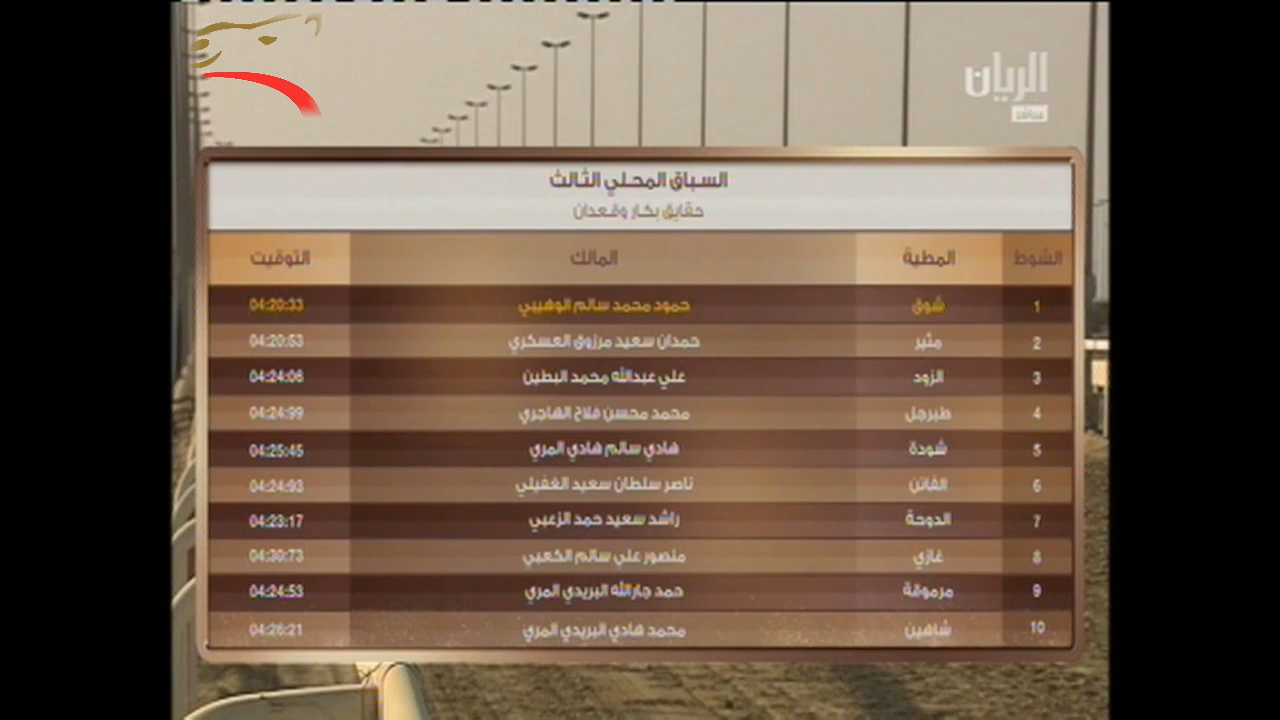 الريان
مباشر
السباق المحلي الثالث
حقايق بكار وقعدان
الشوط المطية المالك التوقيت
1 شوق حمود محمد سالم الوهيبي 04:20:33
2 مثير حمدان سعيد مرزوق العسكري 04:20:53
3 الزود علي عبدالله محمد البطين 04:24:06
4 طبرجل محمد محسن فلاح الهاجري 04:24:99
5 شودة هادي سالم هادي المري 04:25:45
6 الفاتن ناصر سلطان سعيد الغفيلي 04:24:93
7 الدوحة راشد سعيد حمد الزعبي 04:23:17
8 غازي منصور علي سالم الكعبي 04:30:73
9 مرموقة حمد جارالله البريدي المري 04:24:53
10 شاهين محمد هادي البريدي المري 04:26:21